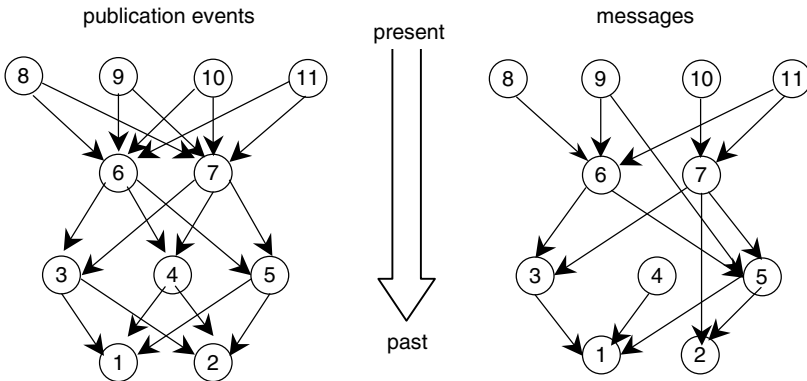 publication events
present
messages
8 9 10 11
8 9 10 11
6 7
6 7
3 4 5
3 4 5
past
1 2
1 2